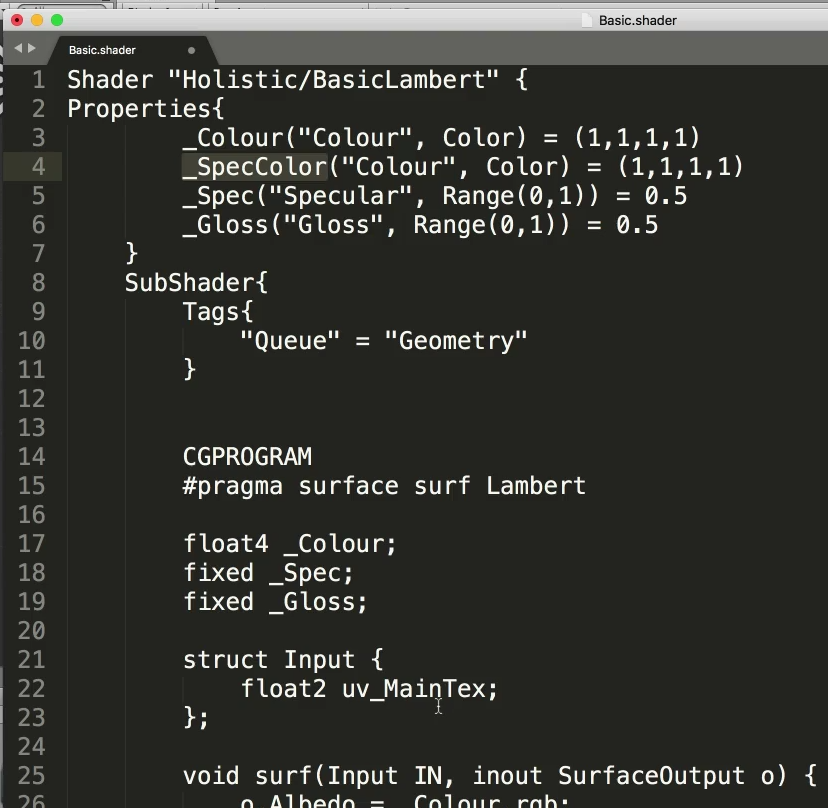 Basic.shader
Basic.shader
1 Shader "Holistic/BasicLambert" {
2 Properties{
3 _Colour("Colour", Color) = (1,1,1,1)
4 _SpecColor("Colour", Color) = (1,1,1,1)
5 _Spec("Specular", Range(0,1)) = 0.5
6 _Gloss("Gloss", Range(0,1)) = 0.5
7 }
8 SubShader{
9 Tags{
10 "Queue" = "Geometry"
11 }
12
13
14 CGPROGRAM
15 #pragma surface surf Lambert
16
17 float4 _Colour;
18 fixed _Spec;
19 fixed _Gloss;
20
21 struct Input {
22 float2 uv_MainTex;
23 };
24
25 void surf(Input IN, inout SurfaceOutput o) {
26 o.Albedo = _Colour.rgb;